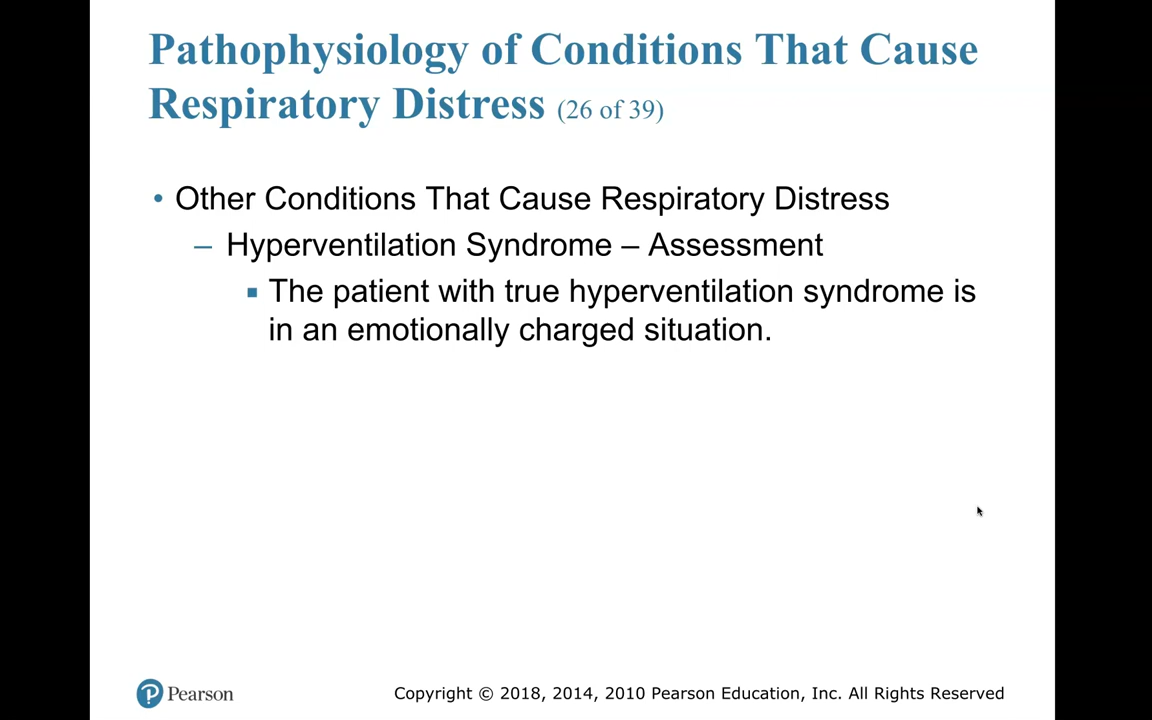 Pathophysiology of Conditions That Cause
Respiratory Distress (26 of 39)
• Other Conditions That Cause Respiratory Distress
– Hyperventilation Syndrome – Assessment
▪ The patient with true hyperventilation syndrome is
in an emotionally charged situation.
Pearson
Copyright © 2018, 2014, 2010 Pearson Education, Inc. All Rights Reserved